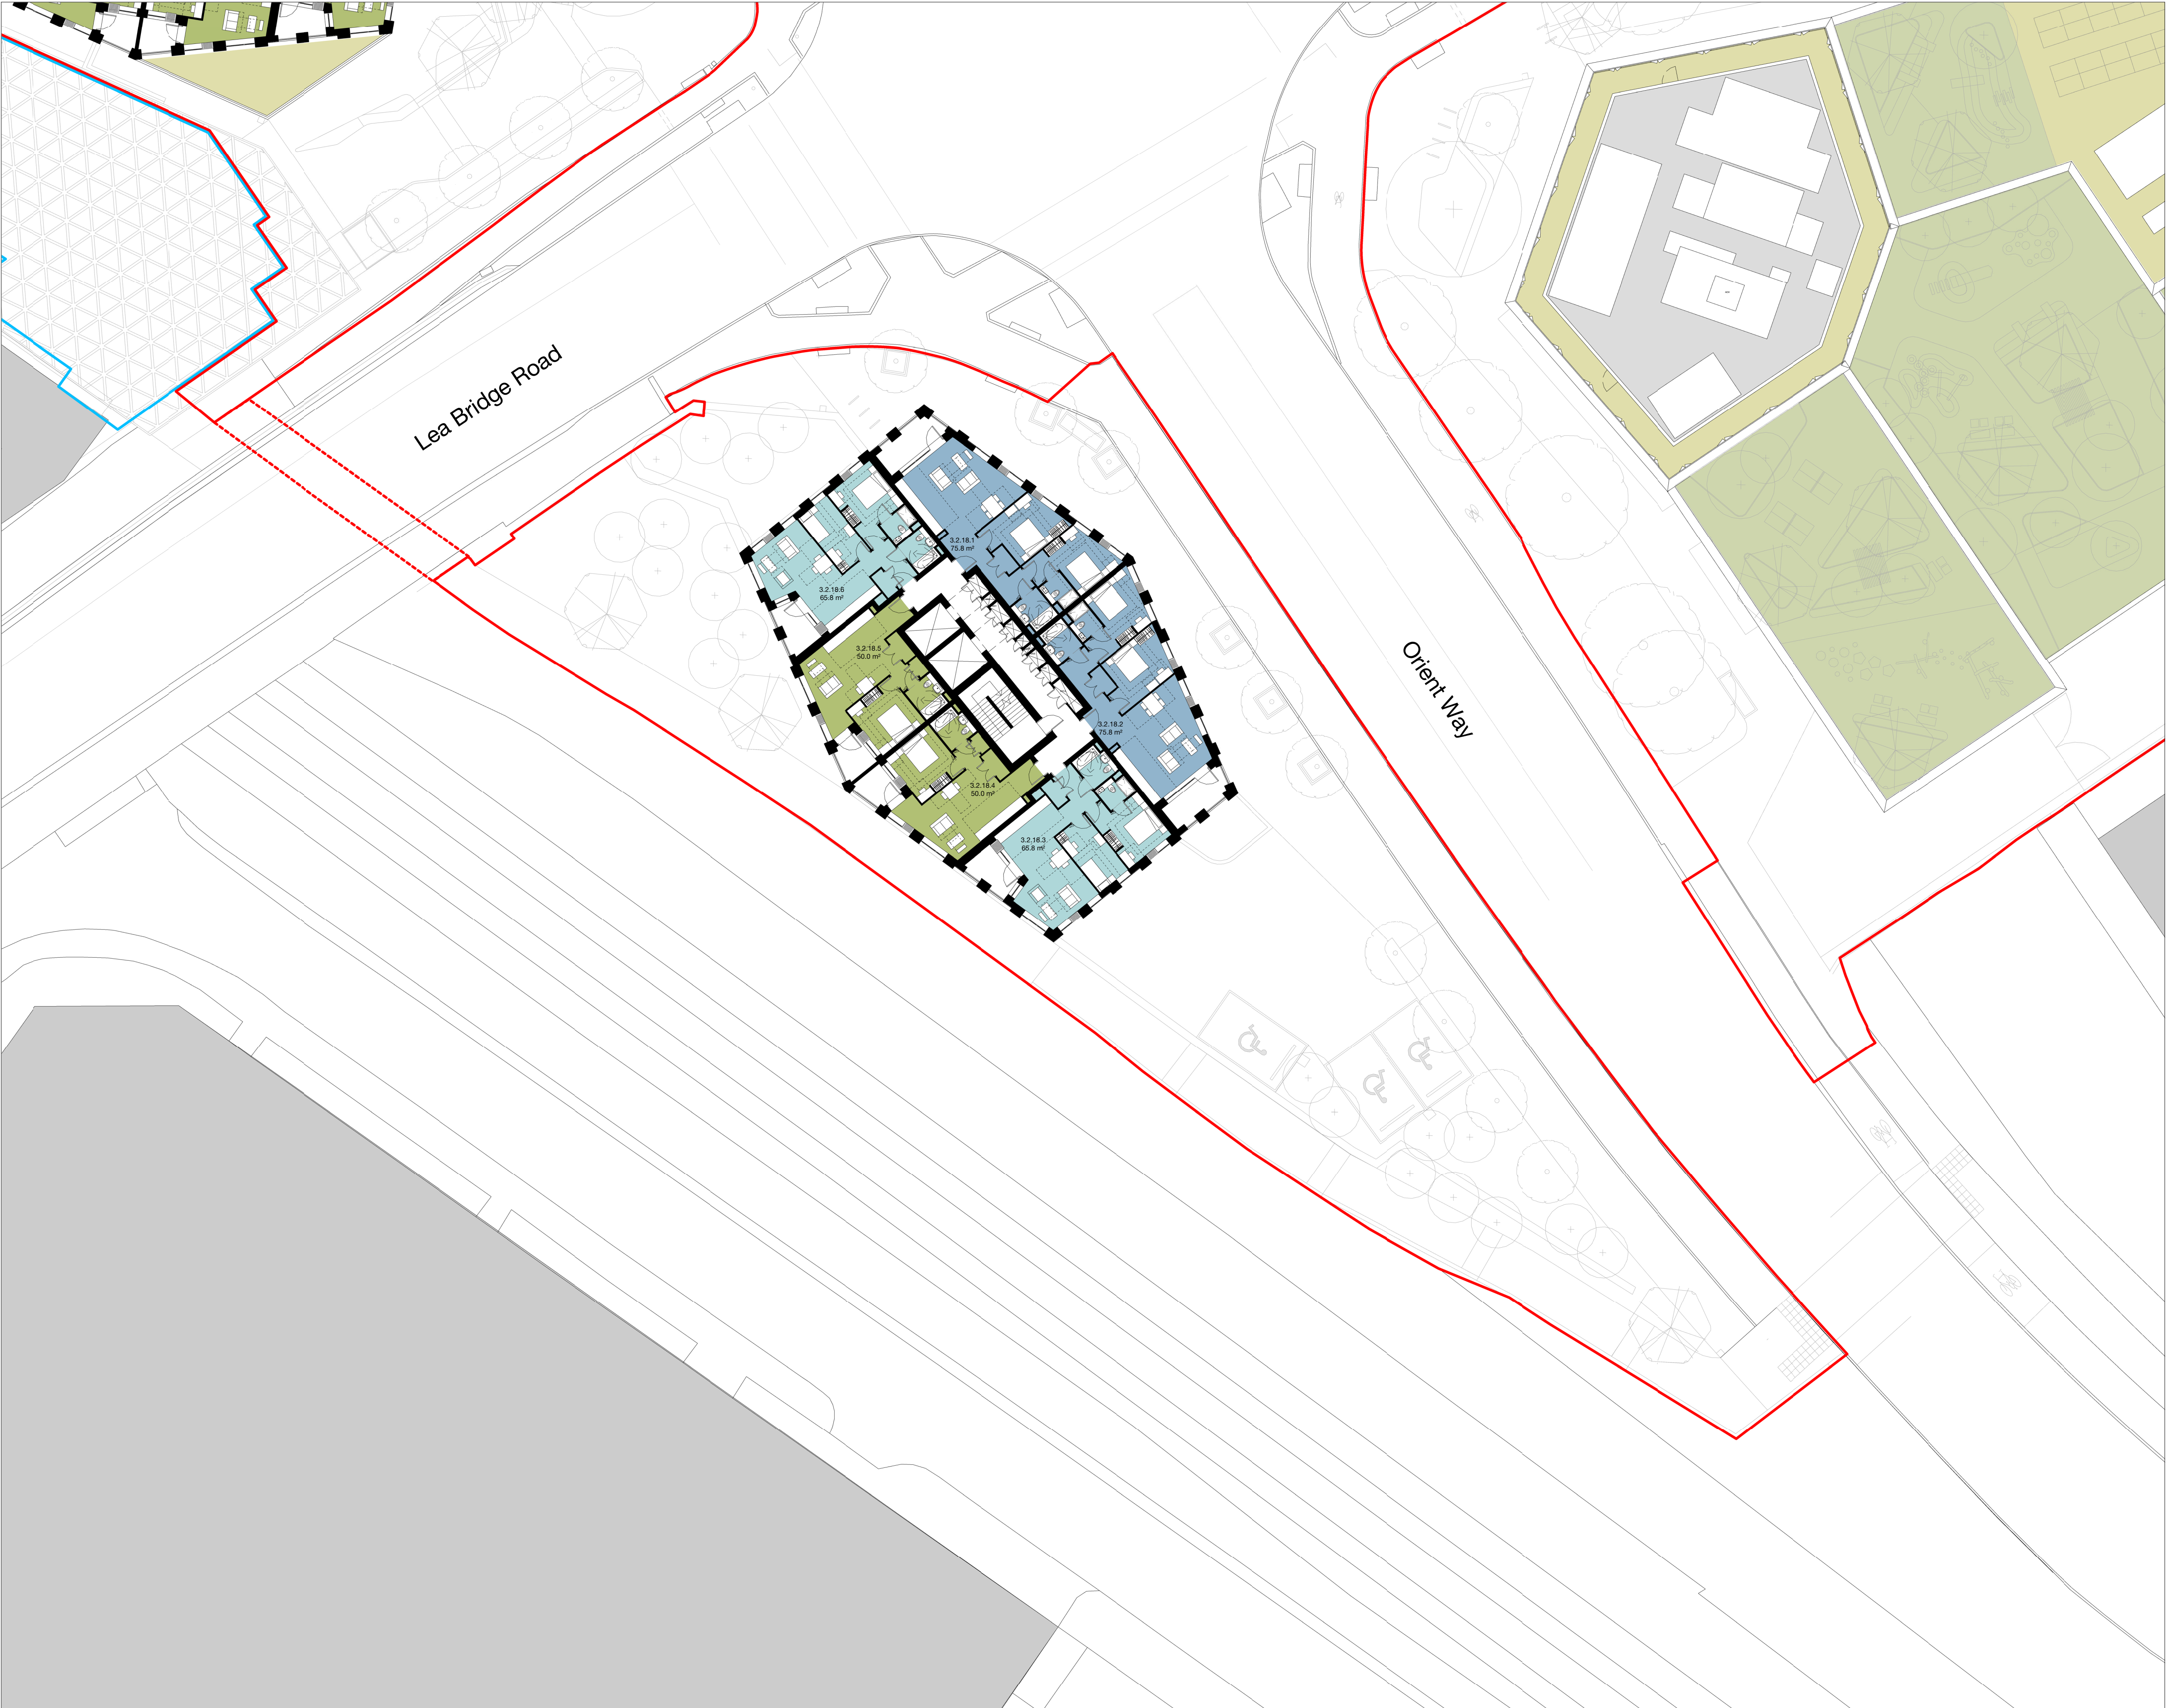 Lea Bridge Road
3.2.18.1
75.8 m²
3.2.18.6
65.8 m²
3.2.18.5
50.0 m²
Orient Way
3.2.18.2
75.8 m²
3.2.18.4
50.0 m²
3.2.18.3
65.8 m²